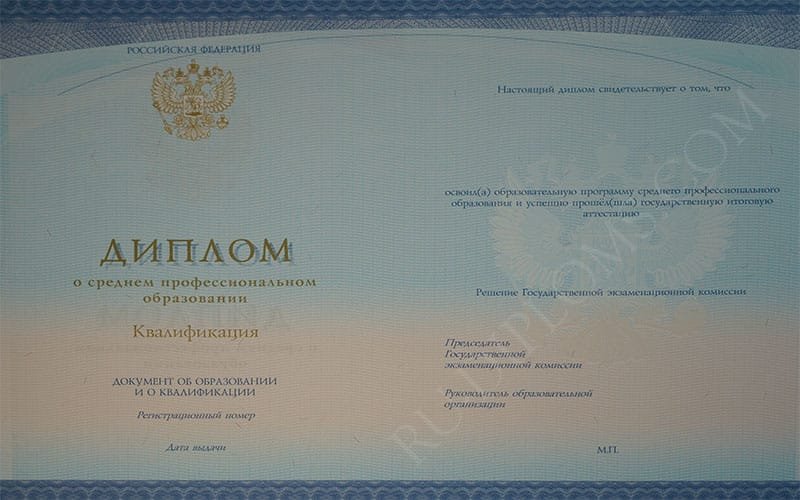 РОССИЙСКАЯ ФЕДЕРАЦИЯ
ДИПЛОМ
о среднем профессиональном
образовании
Квалификация
ДОКУМЕНТ ОБ ОБРАЗОВАНИИ
И О КВАЛИФИКАЦИИ
Регистрационный номер
Дата выдачи
Настоящий диплом свидетельствует о том, что
освоил(а) образовательную программу среднего профессионального
образования и успешно прошёл(шла) государственную итоговую
аттестацию
Решение Государственной экзаменационной комиссии
Председатель
Государственной
экзаменационной комиссии
Руководитель образовательной
организации
М.П.